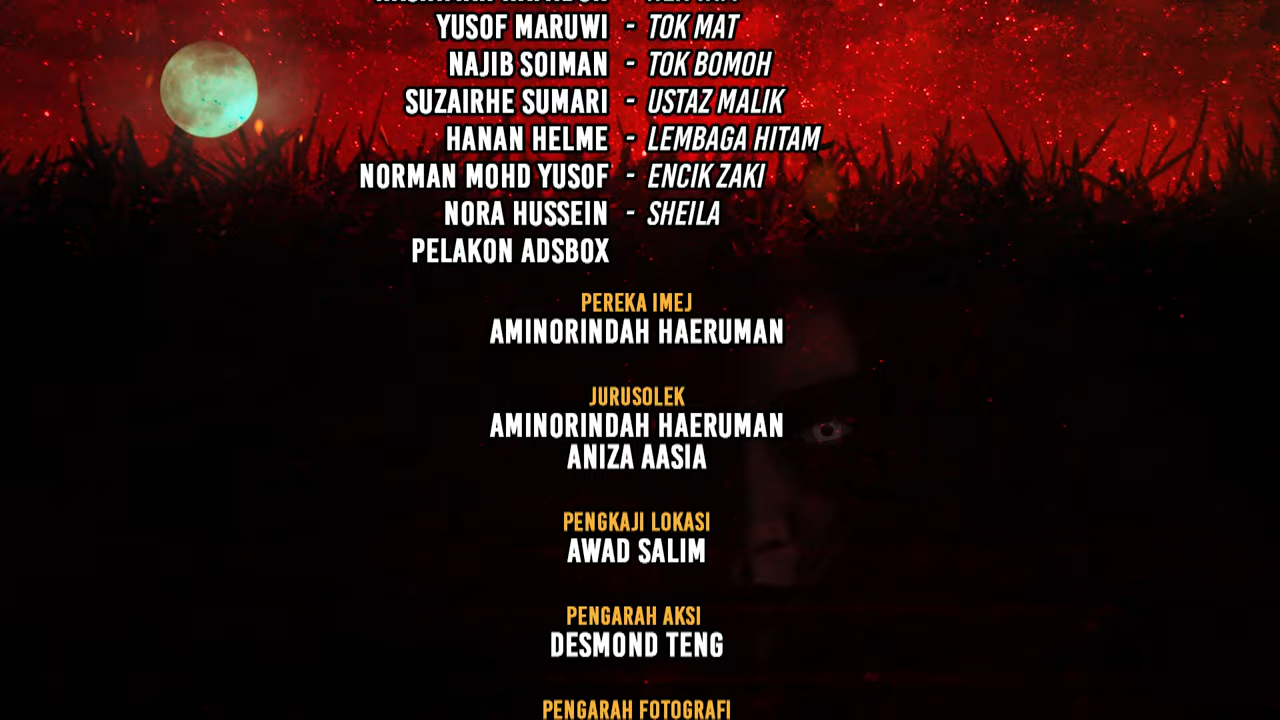 YUSOF MARUWI - TOK MAT
NAJIB SOIMAN - TOK BOMOH
SUZAIRHE SUMARI - USTAZ MALIK
HANAN HELME - LEMBAGA HITAM
NORMAN MOHD YUSOF - ENCIK ZAKI
NORA HUSSEIN - SHEILA
PELAKON ADSBOX
PEREKA IMEJ
AMINORINDAH HAERUMAN
JURUSOLEK
AMINORINDAH HAERUMAN
ANIZA AASIA
PENGKAJI LOKASI
AWAD SALIM
PENGARAH AKSI
DESMOND TENG
PENGARAH FOTOGRAFI